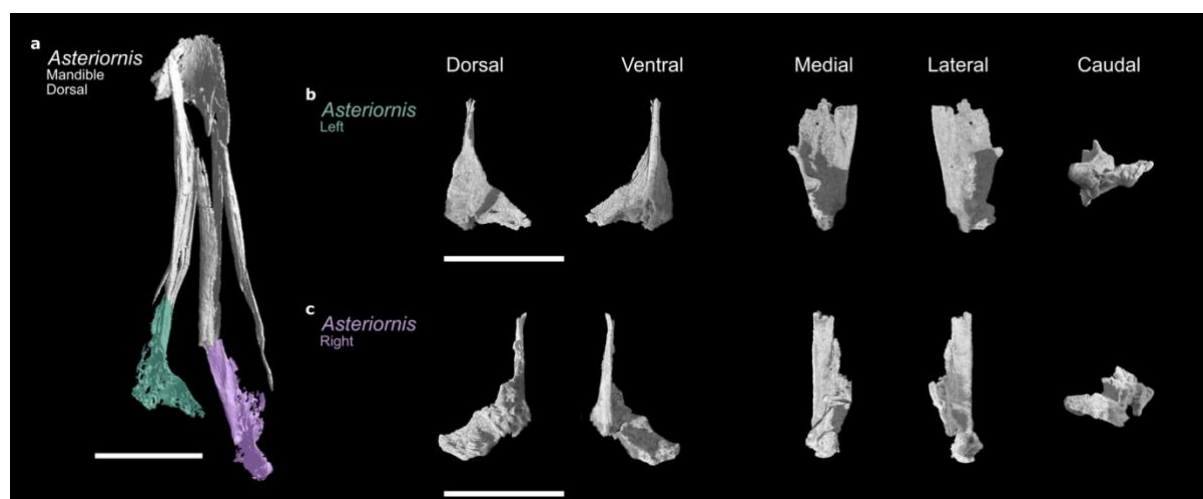 a
Asteriornis
Mandible
Dorsal
Dorsal Ventral Medial Lateral Caudal
b
Asteriornis
Left
c
Asteriornis
Right